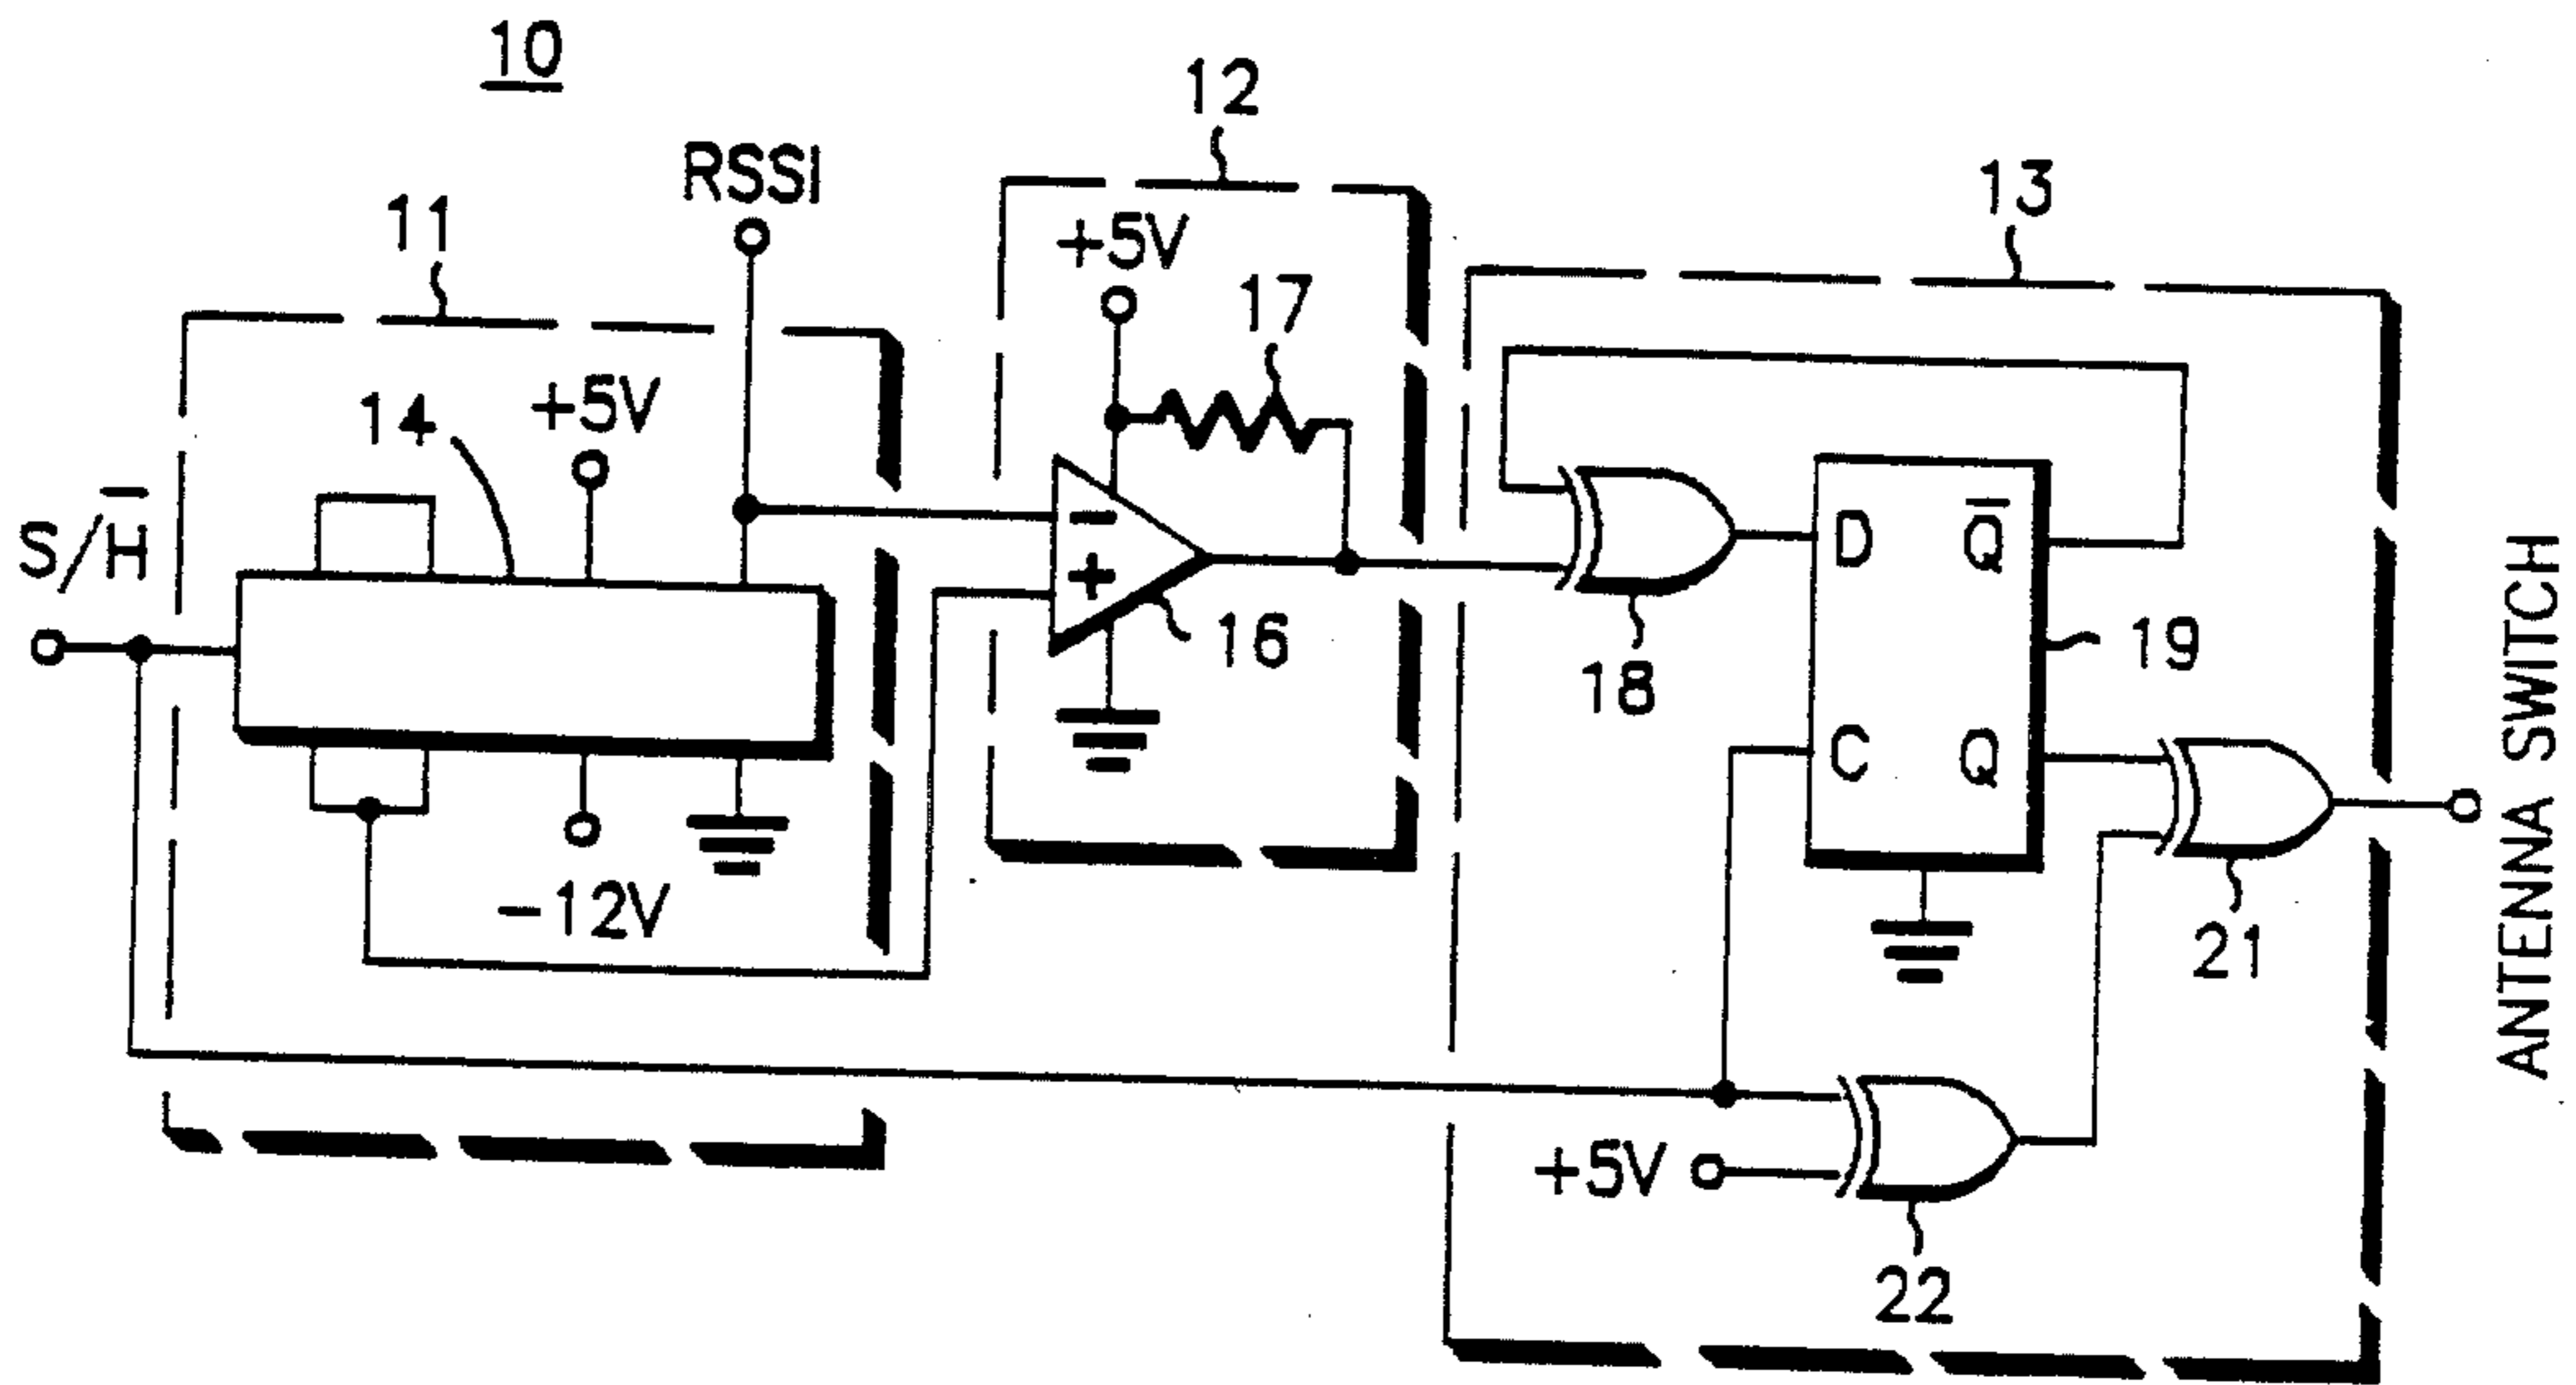 10
12
RSSI
13
11
+5V
17
+5V
14
S/H̅
−
+
16
D
Q̅
18
19
C
Q
-12V
21
+5V
22
ANTENNA SWITCH